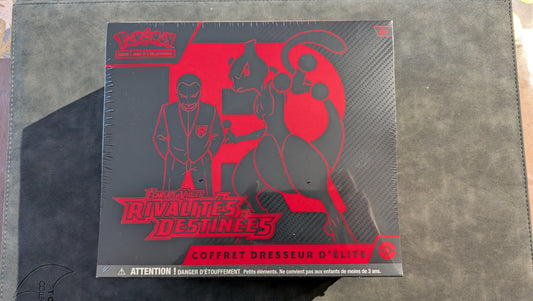 POKÉMON
ÉCARLATE ET VIOLET
RIVALITÉS
DESTINÉES
COFFRET DRESSEUR D'ÉLITE
ATTENTION ! DANGER D'ÉTOUFFEMENT Petits éléments. Ne convient pas aux enfants de moins de 3 ans.